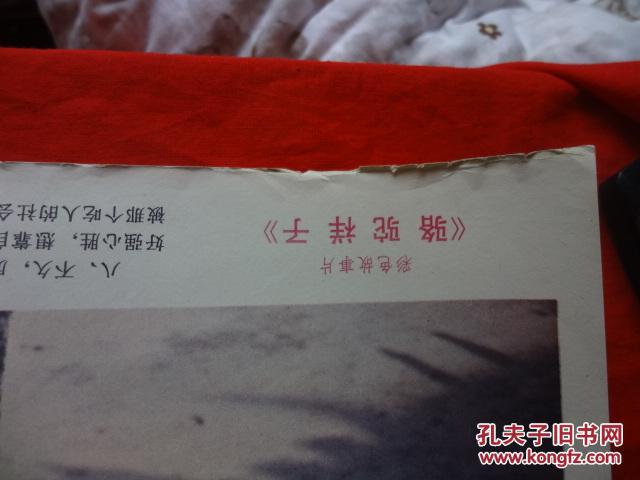 彩色故事片
《骆驼祥子》
八、不久，
好强心胜，想靠自
被那个吃人的社会
孔夫子旧书网
www.kongfz.com